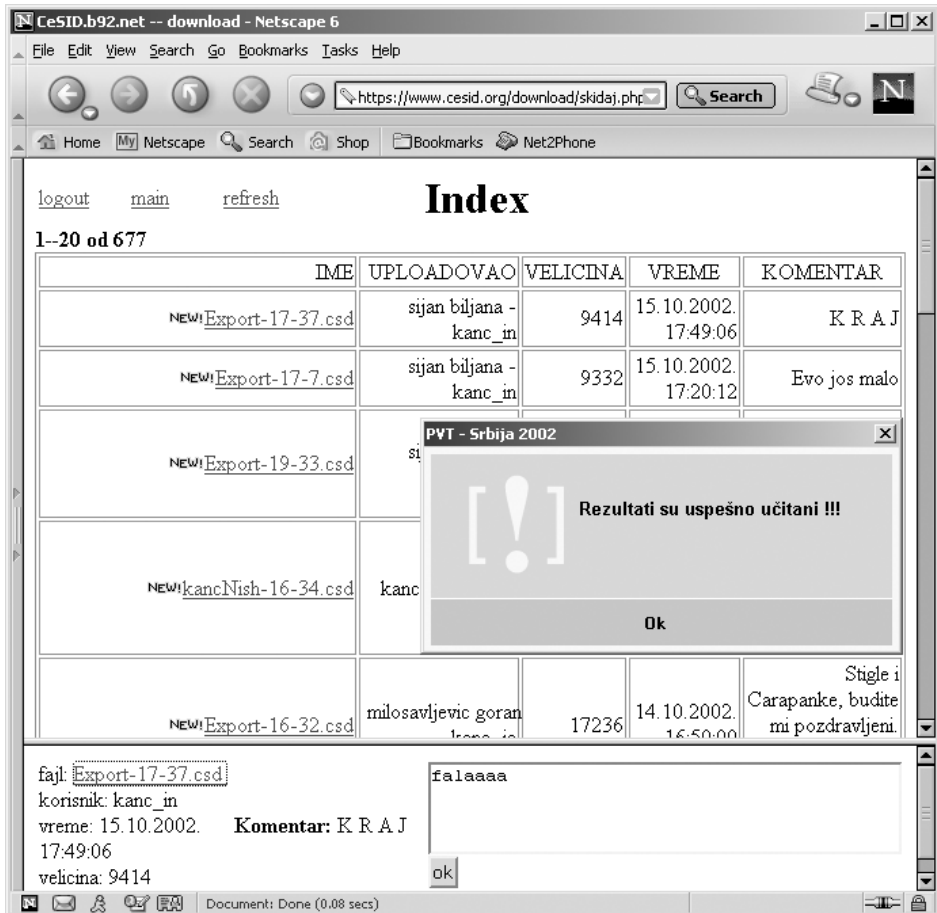 CeSID.b92.net -- download - Netscape 6
File Edit View Search Go Bookmarks Tasks Help
https://www.cesid.org/download/skidaj.php
Search
N
Home My Netscape Search Shop Bookmarks Net2Phone
logout main refresh
Index
1--20 od 677
IME UPLOADOVAO VELICINA VREME KOMENTAR
NEW!Export-17-37.csd sijan biljana - kanc_in 9414 15.10.2002. 17:49:06 K R A J
NEW!Export-17-7.csd sijan biljana - kanc_in 9332 15.10.2002. 17:20:12 Evo jos malo
NEW!Export-19-33.csd
NEW!kancNish-16-34.csd kanc
PVT - Srbija 2002
Rezultati su uspešno učitani !!!
Ok
NEW!Export-16-32.csd milosavljevic goran kanc_in 17236 14.10.2002. 16:50:00 Stigle i Carapanke, budite mi pozdravljeni.
fajl: Export-17-37.csd
korisnik: kanc_in
vreme: 15.10.2002. 17:49:06
velicina: 9414
Komentar: K R A J
falaaaa
ok
Document: Done (0.08 secs)